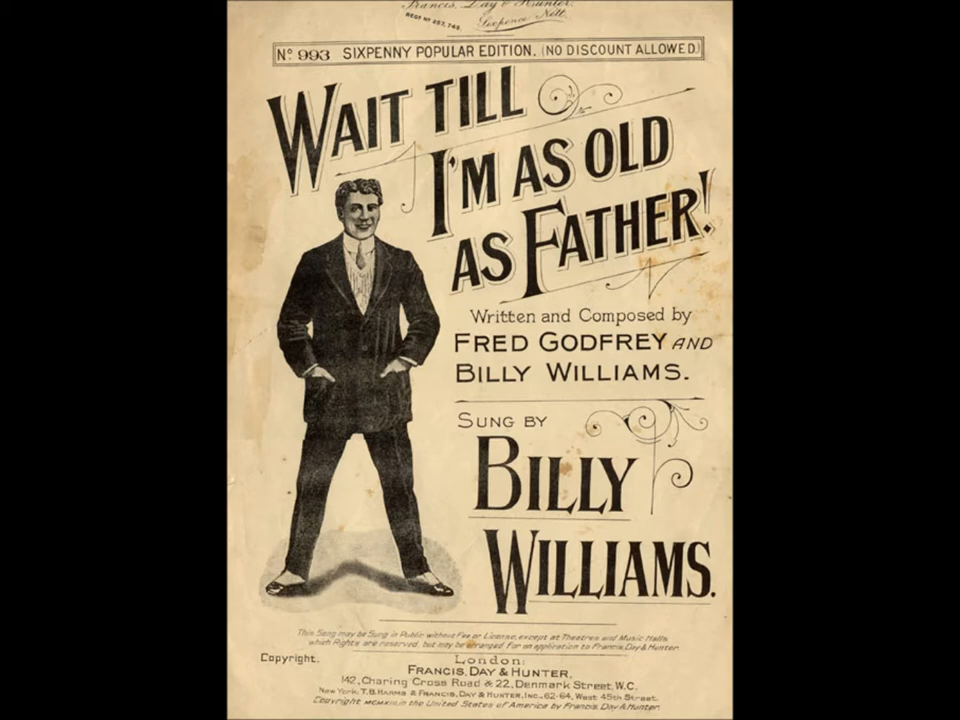 Francis, Day & Hunter.
REGD Nº 257,745.
Sixpence Nett.
Nº 993 SIXPENNY POPULAR EDITION. (NO DISCOUNT ALLOWED.)
WAIT TILL
I'M AS OLD
AS FATHER!
Written and Composed by
FRED GODFREY AND
BILLY WILLIAMS.
SUNG BY
BILLY
WILLIAMS.
This Song may be Sung in Public without Fee or License, except at Theatres and Music Halls,
which Rights are reserved, but may be arranged for on application to Francis, Day & Hunter.
Copyright.
London:
FRANCIS, DAY & HUNTER,
142, Charing Cross Road & 22, Denmark Street, W.C.
New York, T. B. HARMS & FRANCIS, DAY & HUNTER, INC., 62-64, West 45th Street.
Copyright MCMXIII, in the United States of America by Francis, Day & Hunter.